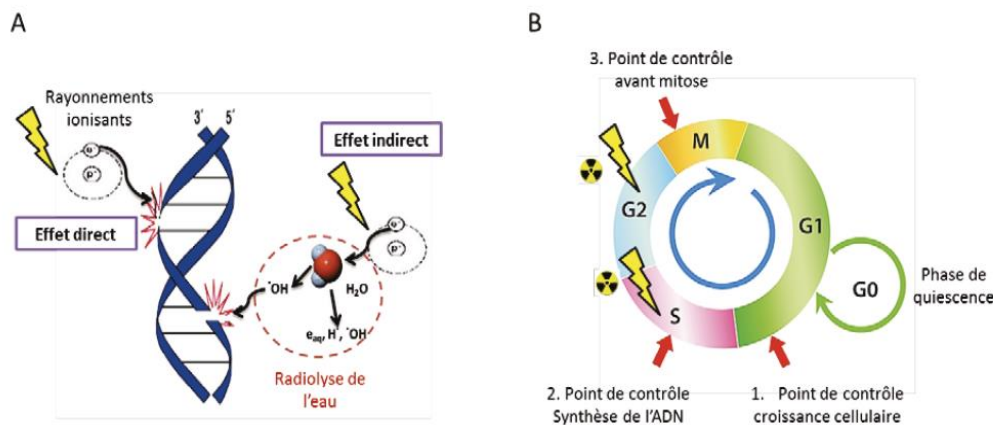 A
Rayonnements
ionisants
e-
p-
Effet direct
3’ 5’
Effet indirect
e-
p-
˙OH
H₂O
eaq, H˙, ˙OH
Radiolyse de
l’eau
B
3. Point de contrôle
avant mitose
M
G2
G1
S
G0
Phase de
quiescence
2. Point de contrôle
Synthèse de l’ADN
1. Point de contrôle
croissance cellulaire